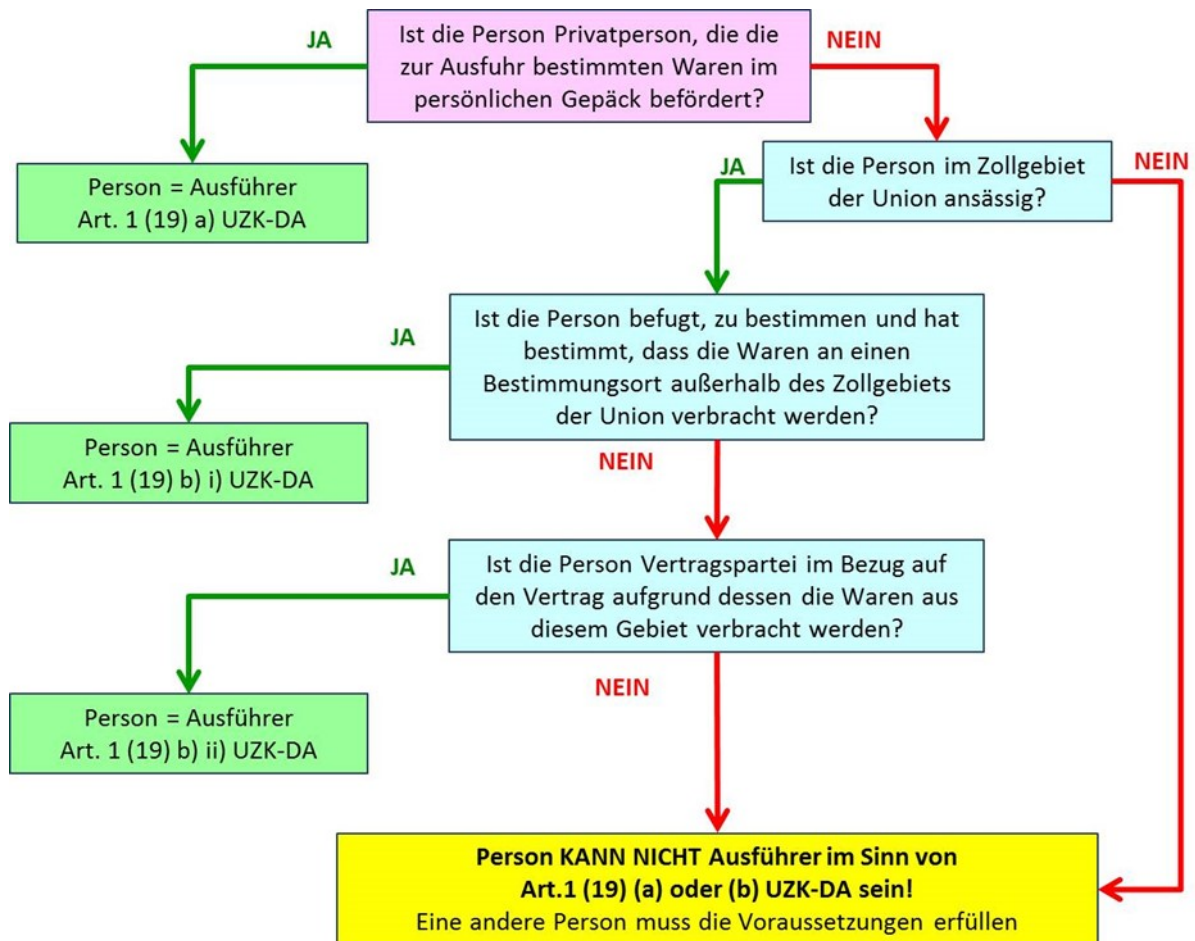 Ist die Person Privatperson, die die
zur Ausfuhr bestimmten Waren im
persönlichen Gepäck befördert?
JA
NEIN
Person = Ausführer
Art. 1 (19) a) UZK-DA
Ist die Person im Zollgebiet
der Union ansässig?
JA
NEIN
Ist die Person befugt, zu bestimmen und hat
bestimmt, dass die Waren an einen
Bestimmungsort außerhalb des Zollgebiets
der Union verbracht werden?
JA
NEIN
Person = Ausführer
Art. 1 (19) b) i) UZK-DA
Ist die Person Vertragspartei im Bezug auf
den Vertrag aufgrund dessen die Waren aus
diesem Gebiet verbracht werden?
JA
NEIN
Person = Ausführer
Art. 1 (19) b) ii) UZK-DA
Person KANN NICHT Ausführer im Sinn von
Art.1 (19) (a) oder (b) UZK-DA sein!
Eine andere Person muss die Voraussetzungen erfüllen